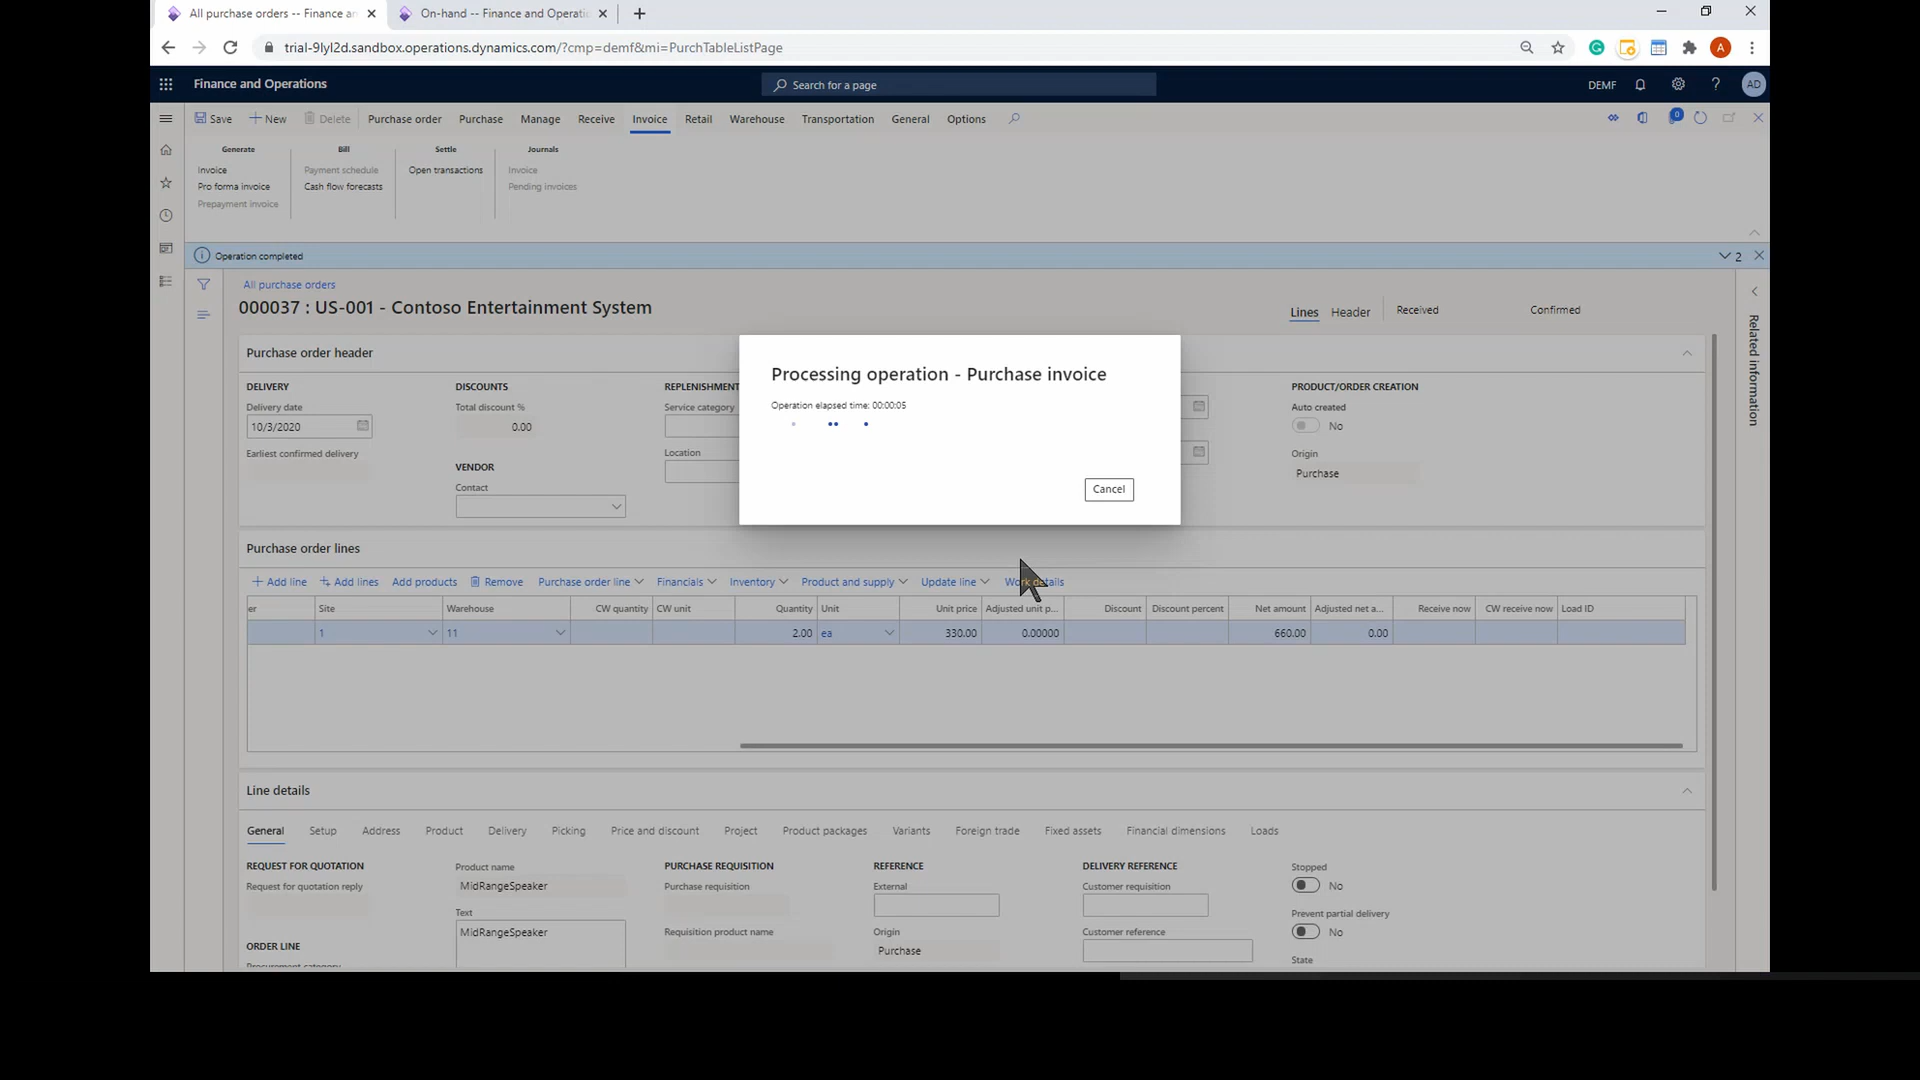 All purchase orders -- Finance an
On-hand -- Finance and Operatio
trial-9lyl2d.sandbox.operations.dynamics.com/?cmp=demf&mi=PurchTableListPage
A
Finance and Operations
Search for a page
DEMF
AD
Save
New
Delete
Purchase order
Purchase
Manage
Receive
Invoice
Retail
Warehouse
Transportation
General
Options
0
Generate
Bill
Settle
Journals
Invoice
Payment schedule
Open transactions
Invoice
Pro forma invoice
Cash flow forecasts
Pending invoices
Prepayment invoice
Operation completed
2
All purchase orders
000037 : US-001 - Contoso Entertainment System
Lines
Header
Received
Confirmed
Related information
Purchase order header
Processing operation - Purchase invoice
Operation elapsed time: 00:00:05
Cancel
DELIVERY
DISCOUNTS
REPLENISHMENT
PRODUCT/ORDER CREATION
Delivery date
Total discount %
Service category
Auto created
10/3/2020
0.00
No
Earliest confirmed delivery
Location
Origin
VENDOR
Purchase
Contact
Purchase order lines
Add line
Add lines
Add products
Remove
Purchase order line
Financials
Inventory
Product and supply
Update line
Work details
er
Site
Warehouse
CW quantity
CW unit
Quantity
Unit
Unit price
Adjusted unit p...
Discount
Discount percent
Net amount
Adjusted net a...
Receive now
CW receive now
Load ID
1
11
2.00
ea
330.00
0.00000
660.00
0.00
Line details
General
Setup
Address
Product
Delivery
Picking
Price and discount
Project
Product packages
Variants
Foreign trade
Fixed assets
Financial dimensions
Loads
REQUEST FOR QUOTATION
Product name
PURCHASE REQUISITION
REFERENCE
DELIVERY REFERENCE
Stopped
Request for quotation reply
MidRangeSpeaker
Purchase requisition
External
Customer requisition
No
Text
Prevent partial delivery
MidRangeSpeaker
Requisition product name
Origin
Customer reference
No
ORDER LINE
Purchase
State
Procurement category